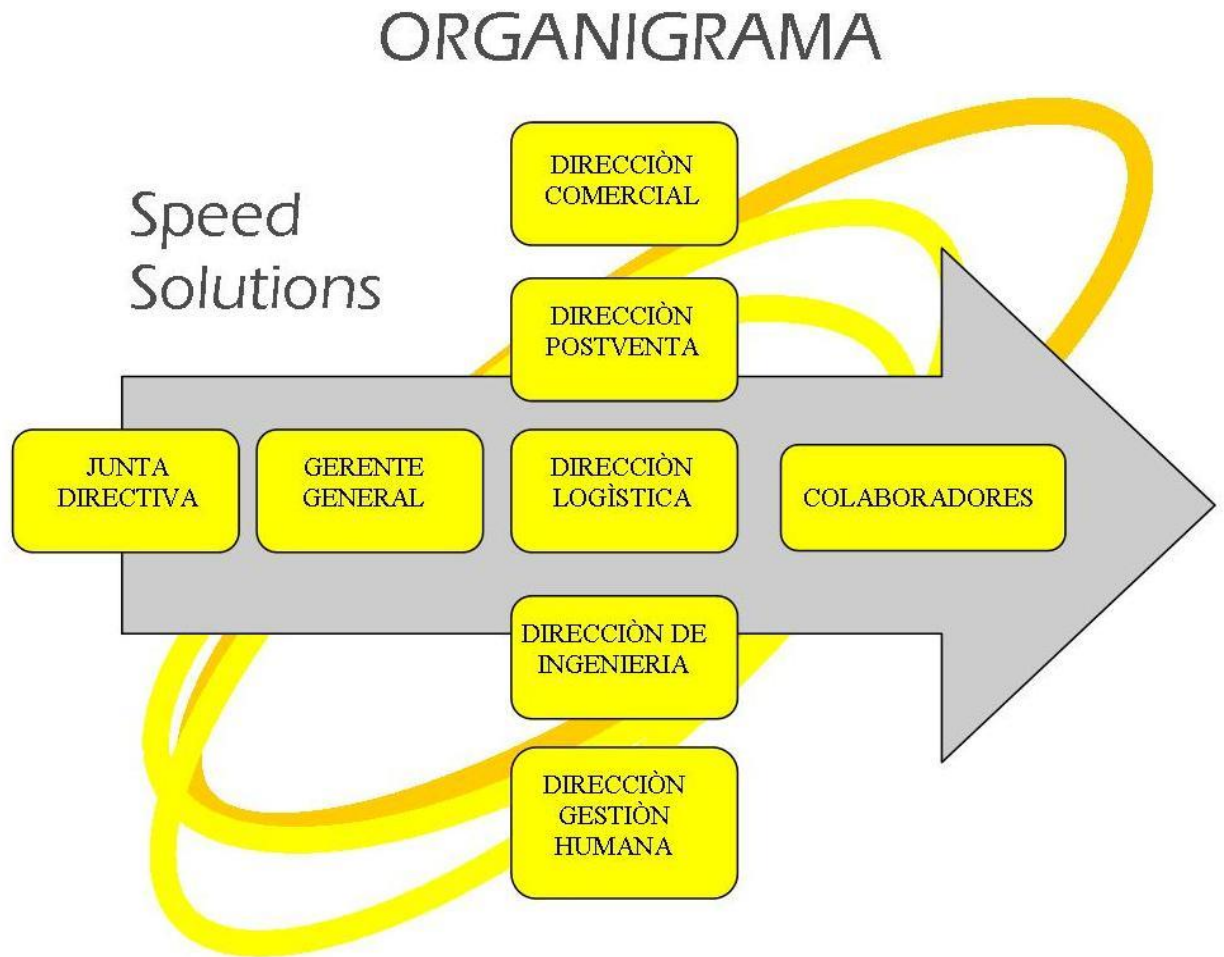 ORGANIGRAMA
Speed
Solutions
DIRECCIÒN
COMERCIAL
DIRECCIÒN
POSTVENTA
JUNTA
DIRECTIVA
GERENTE
GENERAL
DIRECCIÒN
LOGÌSTICA
COLABORADORES
DIRECCIÒN DE
INGENIERIA
DIRECCIÒN
GESTIÒN
HUMANA